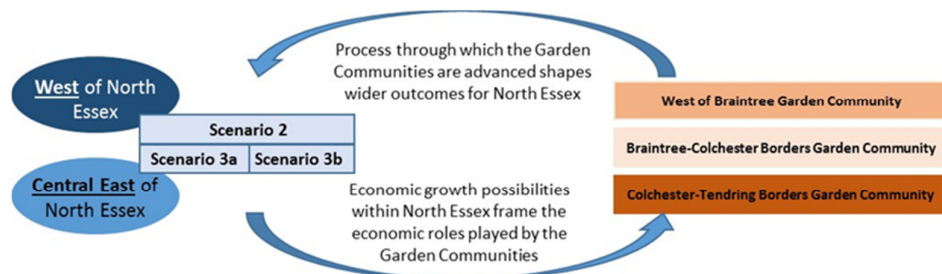 West of North
Essex
Scenario 2
Scenario 3a Scenario 3b
Central East of
North Essex
Process through which the Garden
Communities are advanced shapes
wider outcomes for North Essex
Economic growth possibilities
within North Essex frame the
economic roles played by the
Garden Communities
West of Braintree Garden Community
Braintree-Colchester Borders Garden Community
Colchester-Tendring Borders Garden Community